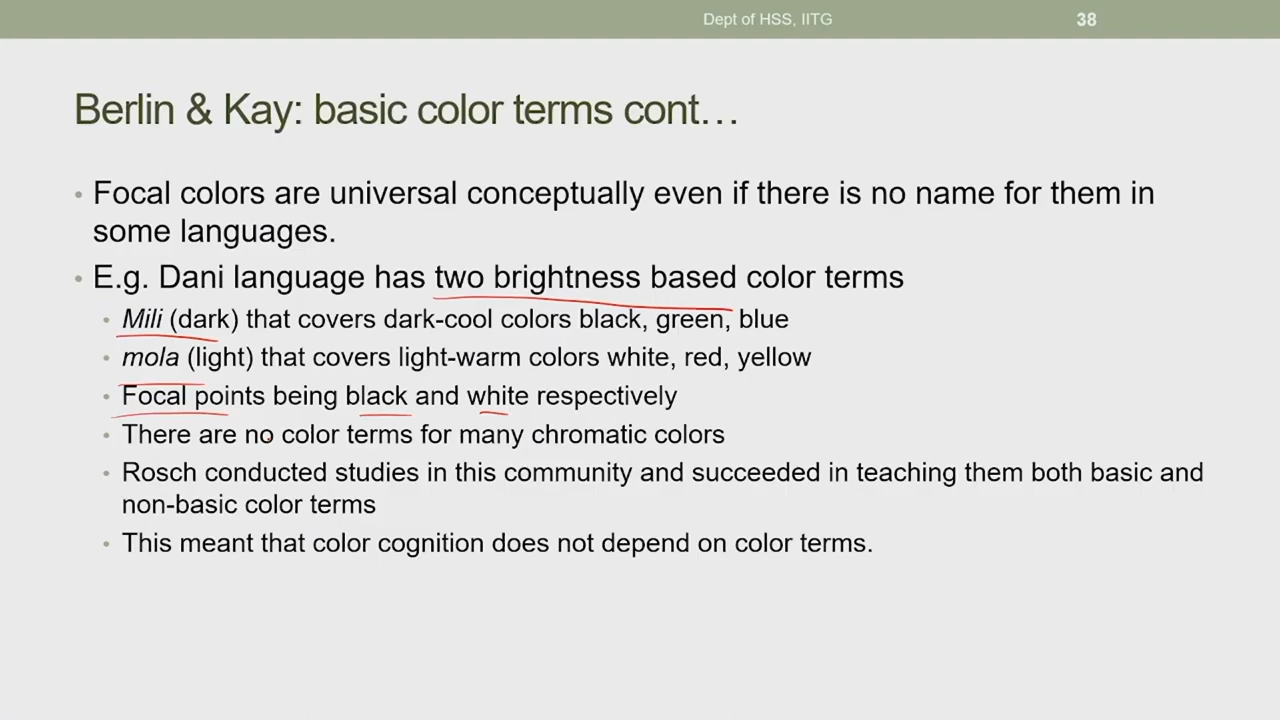 Dept of HSS, IITG 38
Berlin & Kay: basic color terms cont…
• Focal colors are universal conceptually even if there is no name for them in
some languages.
• E.g. Dani language has two brightness based color terms
• Mili (dark) that covers dark-cool colors black, green, blue
• mola (light) that covers light-warm colors white, red, yellow
• Focal points being black and white respectively
• There are no color terms for many chromatic colors
• Rosch conducted studies in this community and succeeded in teaching them both basic and
non-basic color terms
• This meant that color cognition does not depend on color terms.